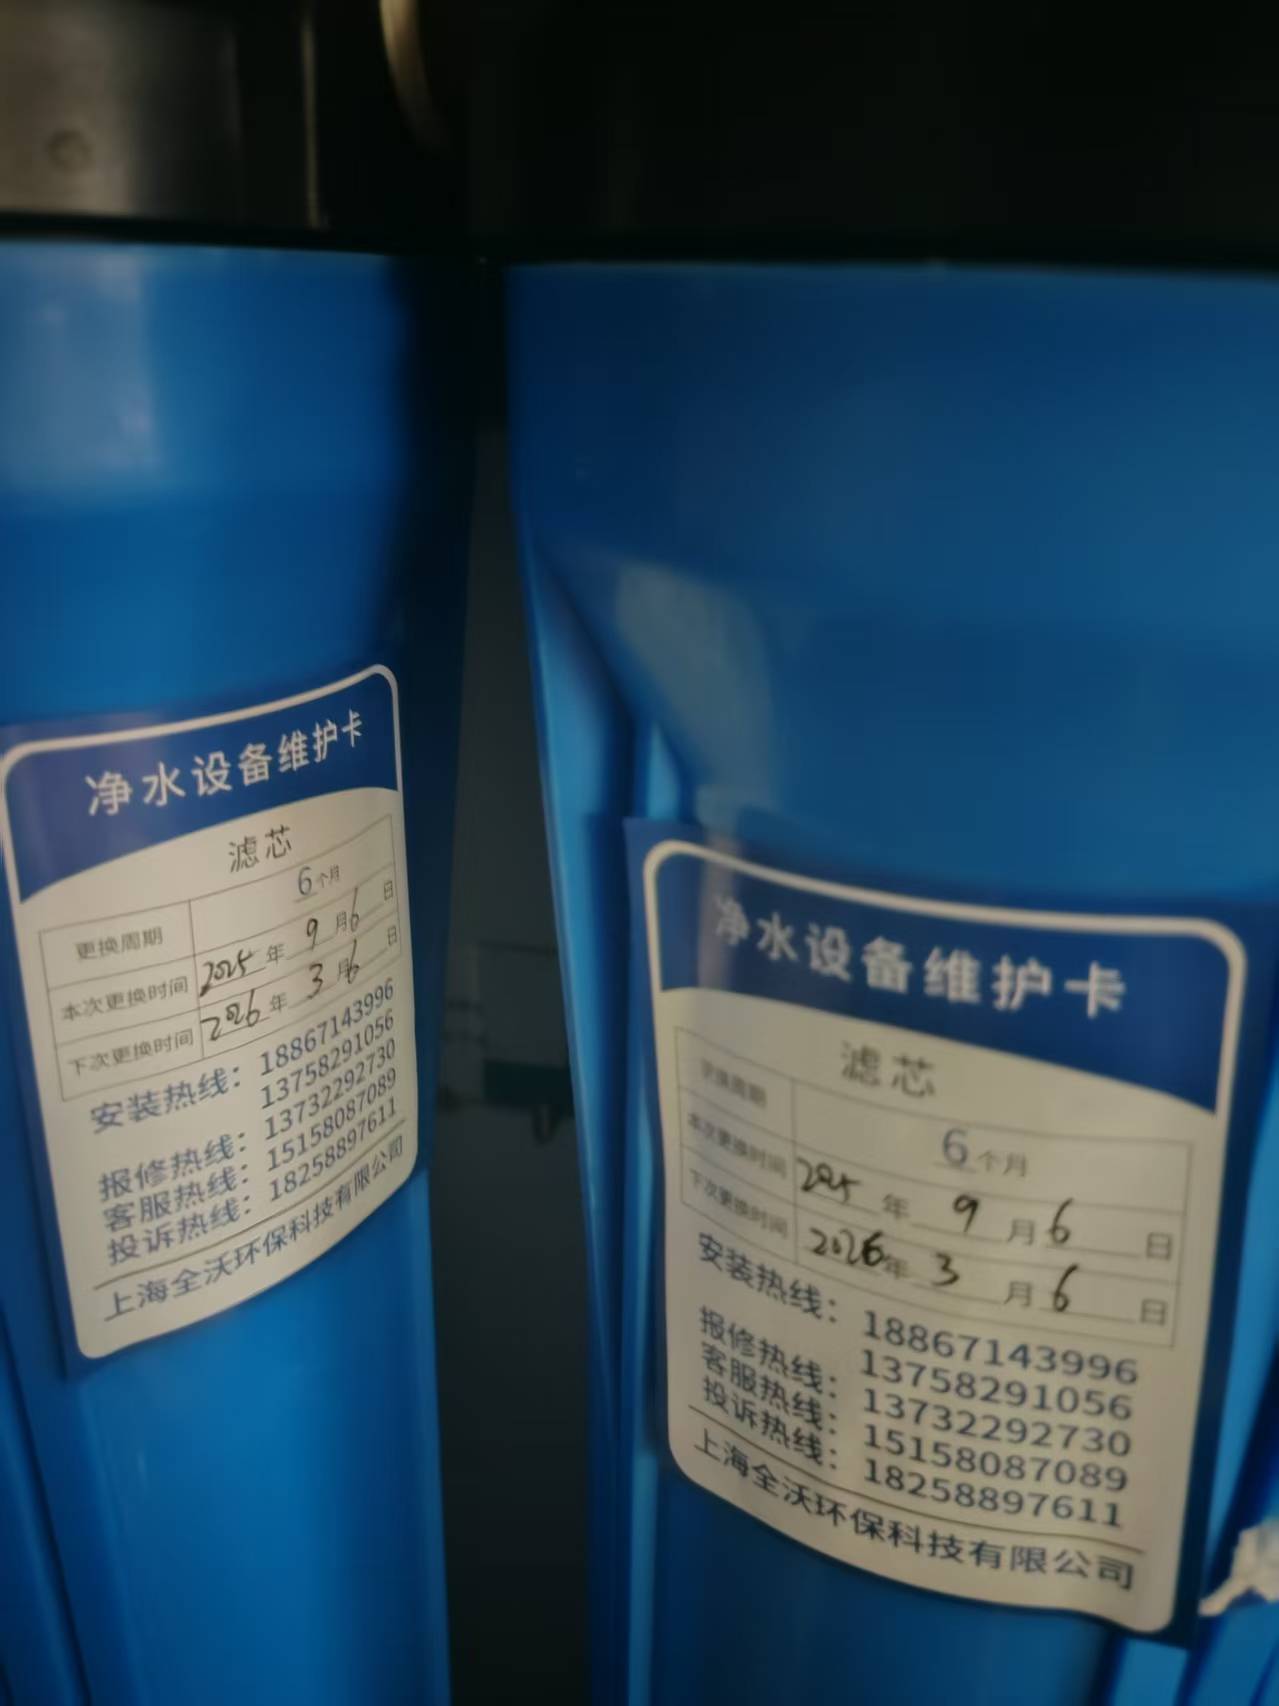 净水设备维护卡
滤芯
更换周期 6个月
本次更换时间 2025年9月6日
下次更换时间 2026年3月6日
安装热线：18867143996
13758291056
报修热线：13732292730
客服热线：15158087089
投诉热线：18258897611
上海全沃环保科技有限公司
净水设备维护卡
滤芯
更换周期 6个月
本次更换时间 2025年9月6日
下次更换时间 2026年3月6日
安装热线：18867143996
13758291056
报修热线：13732292730
客服热线：15158087089
投诉热线：18258897611
上海全沃环保科技有限公司